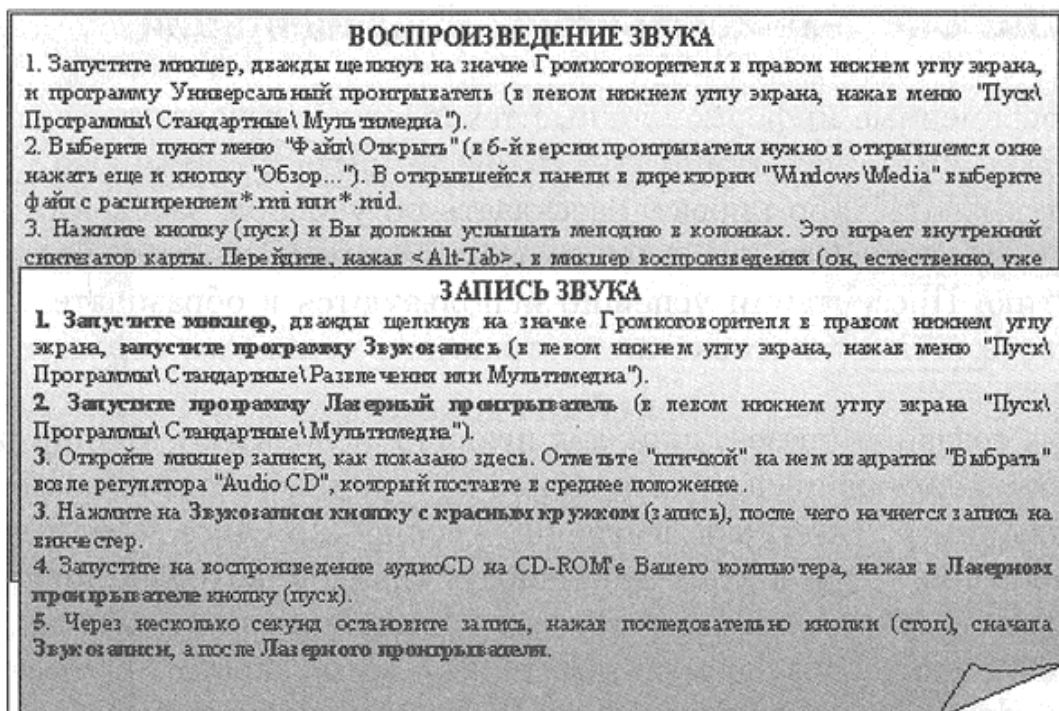 ВОСПРОИЗВЕДЕНИЕ ЗВУКА
1. Запустите микшер, дважды щелкнув на значке Громкоговорителя в правом нижнем углу экрана,
и программу Универсальный проигрыватель (в левом нижнем углу экрана, нажав меню "Пуск\
Программы\ Стандартные\ Мультимедиа").
2. Выберите пункт меню "Файл\ Открыть" (в 6-й версии проигрывателя нужно в открывшемся окне
нажать еще и кнопку "Обзор..."). В открывшейся панели в директории "Windows\Media" выберите
файл с расширением *.rmi или *.mid.
3. Нажмите кнопку (пуск) и Вы должны услышать мелодию в колонках. Это играет внутренний
синтезатор карты. Перейдите, нажав <Alt-Tab>, в микшер воспроизведения (он, естественно, уже
ЗАПИСЬ ЗВУКА
1. Запустите микшер, дважды щелкнув на значке Громкоговорителя в правом нижнем углу
экрана, запустите программу Звукозапись (в левом нижнем углу экрана, нажав меню "Пуск\
Программы\ Стандартные\Развлечения или Мультимедиа").
2. Запустите программу Лазерный проигрыватель (в левом нижнем углу экрана "Пуск\
Программы\ Стандартные\Мультимедиа").
3. Откройте микшер записи, как показано здесь. Отметьте "птичкой" на нем квадратик "Выбрать"
возле регулятора "Audio CD", который поставте в среднее положение.
3. Нажмите на Звукозаписи кнопку с красным кружком (запись), после чего начнется запись на
винчестер.
4. Запустите на воспроизведение аудиоCD на CD-ROM'е Вашего компьютера, нажав в Лазерном
проигрывателе кнопку (пуск).
5. Через несколько секунд остановите запись, нажав последовательно кнопки (стоп), сначала
Звукозаписи, а после Лазерного проигрывателя.